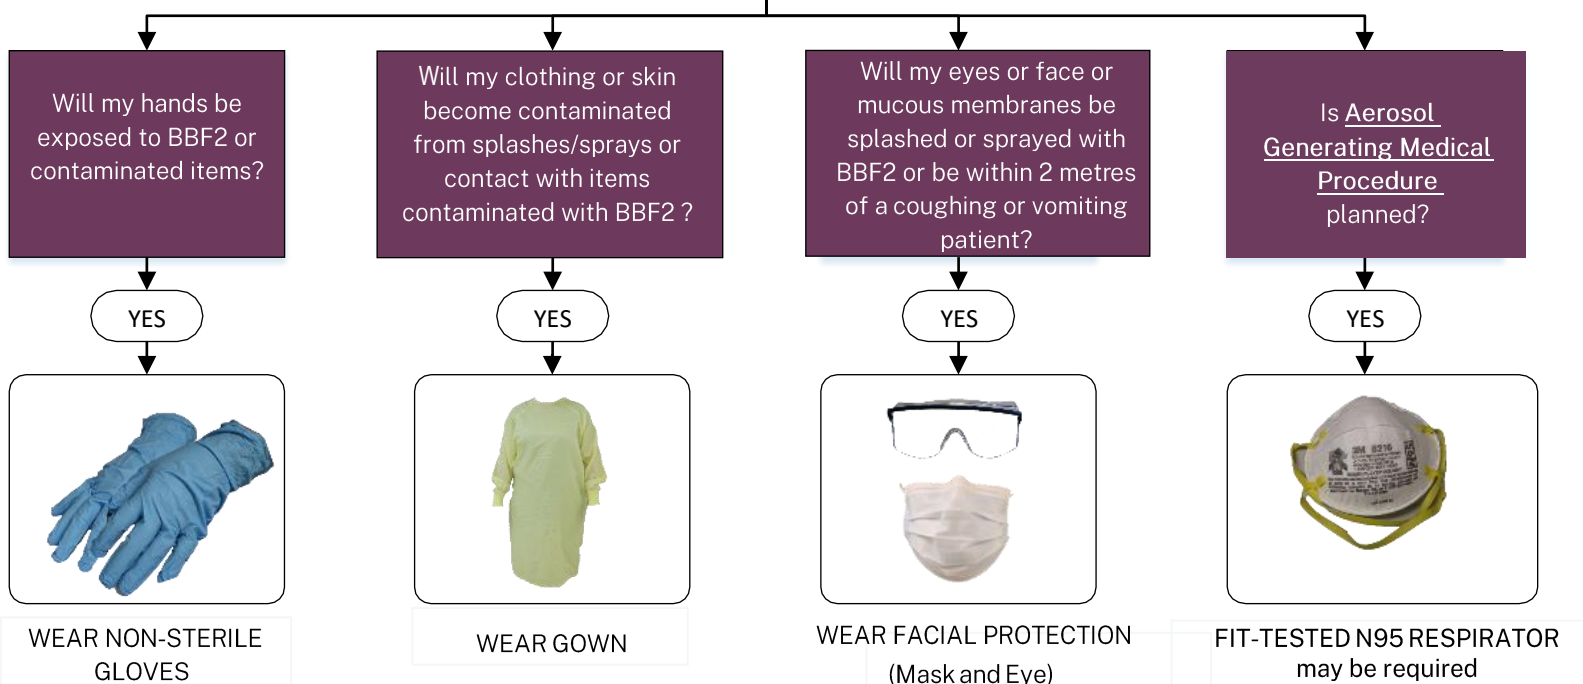 Will my hands be
exposed to BBF2 or
contaminated items?
Will my clothing or skin
become contaminated
from splashes/sprays or
contact with items
contaminated with BBF2 ?
Will my eyes or face or
mucous membranes be
splashed or sprayed with
BBF2 or be within 2 metres
of a coughing or vomiting
patient?
Is Aerosol
Generating Medical
Procedure
planned?
YES
YES
YES
YES
3M 8210
WEAR NON-STERILE
GLOVES
WEAR GOWN
WEAR FACIAL PROTECTION
(Mask and Eye)
FIT-TESTED N95 RESPIRATOR
may be required